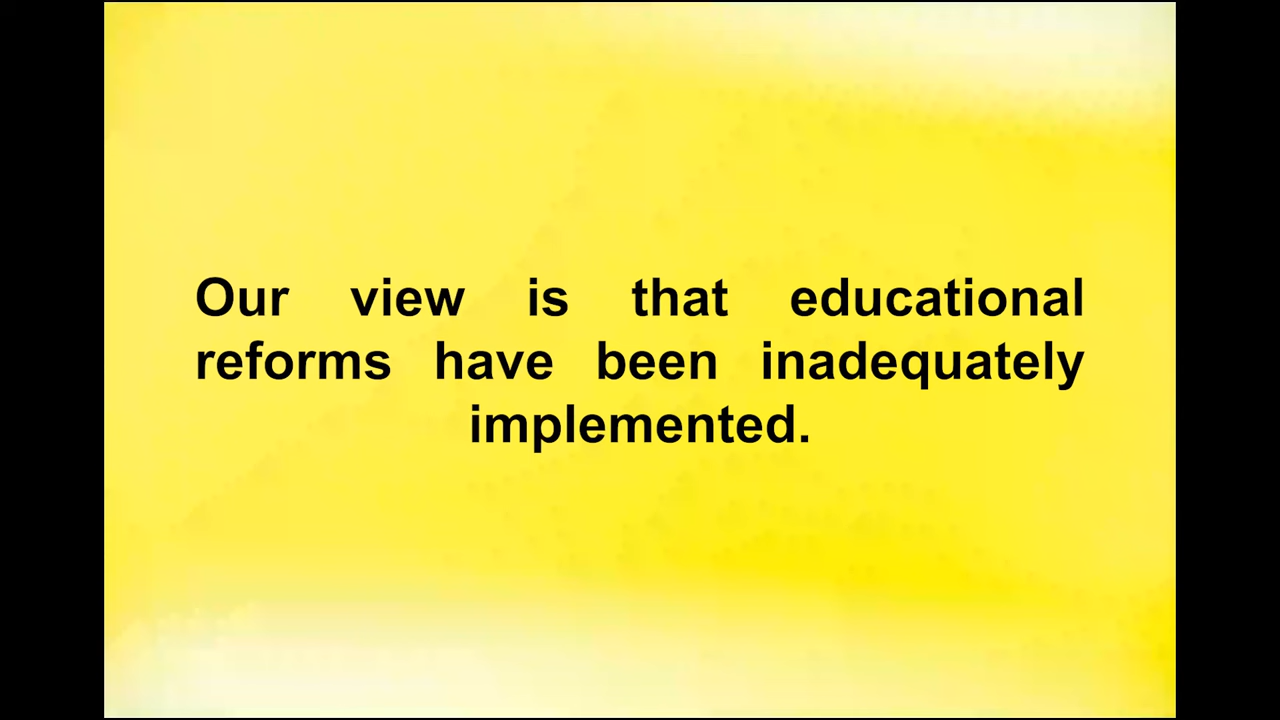 Our view is that educational
reforms have been inadequately
implemented.